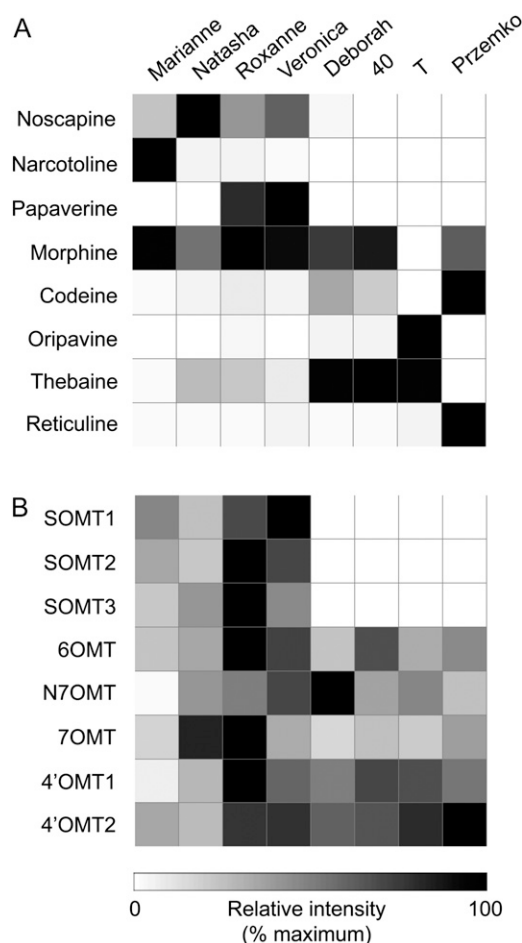 A
Marianne
Natasha
Roxanne
Veronica
Deborah
40
T
Przemko
Noscapine
Narcotoline
Papaverine
Morphine
Codeine
Oripavine
Thebaine
Reticuline
B
SOMT1
SOMT2
SOMT3
6OMT
N7OMT
7OMT
4'OMT1
4'OMT2
0
Relative intensity
100
(% maximum)